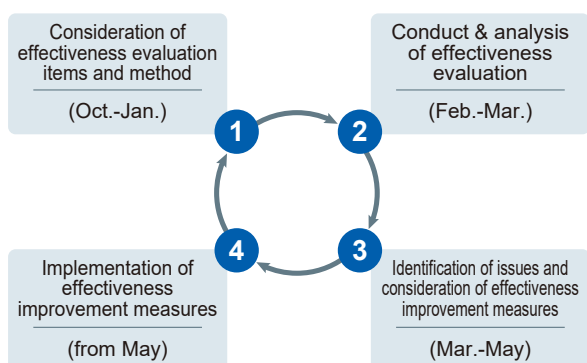 Consideration of
effectiveness evaluation
items and method
(Oct.-Jan.)
1
Conduct & analysis
of effectiveness
evaluation
(Feb.-Mar.)
2
3
Identification of issues and
consideration of effectiveness
improvement measures
(Mar.-May)
4
Implementation of
effectiveness
improvement measures
(from May)